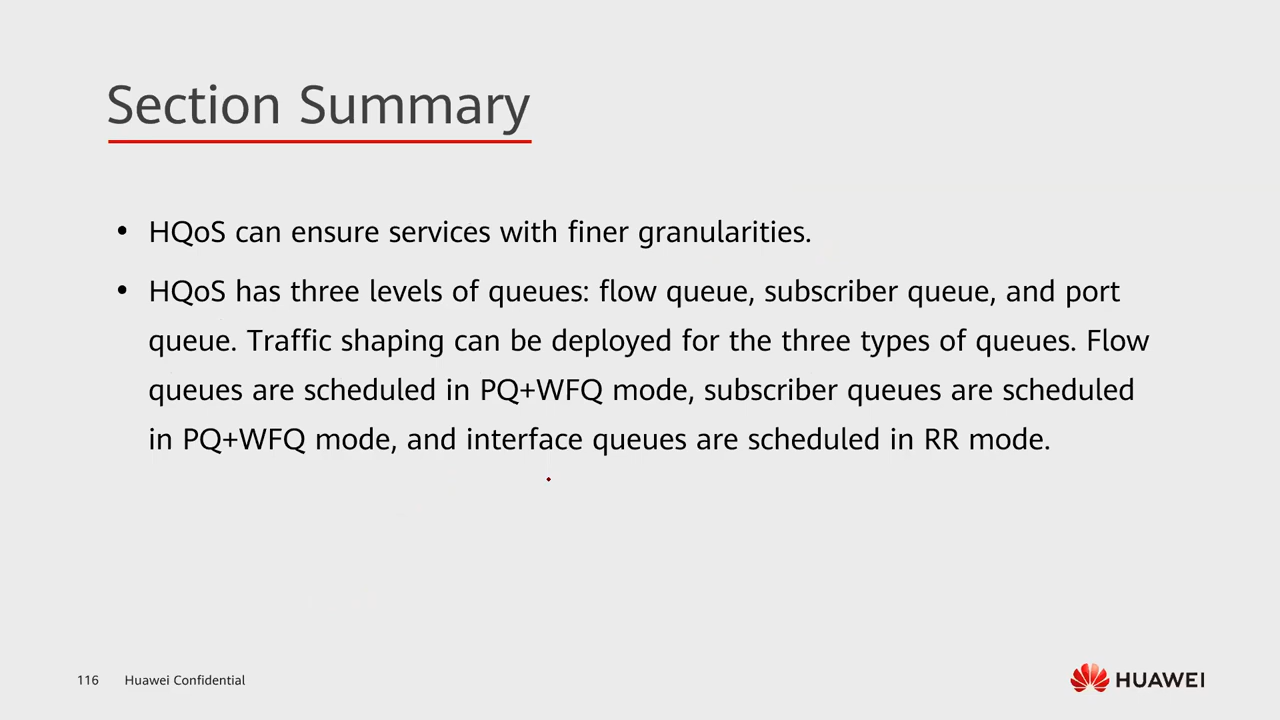 Section Summary
• HQoS can ensure services with finer granularities.
• HQoS has three levels of queues: flow queue, subscriber queue, and port
queue. Traffic shaping can be deployed for the three types of queues. Flow
queues are scheduled in PQ+WFQ mode, subscriber queues are scheduled
in PQ+WFQ mode, and interface queues are scheduled in RR mode.
116 Huawei Confidential
HUAWEI